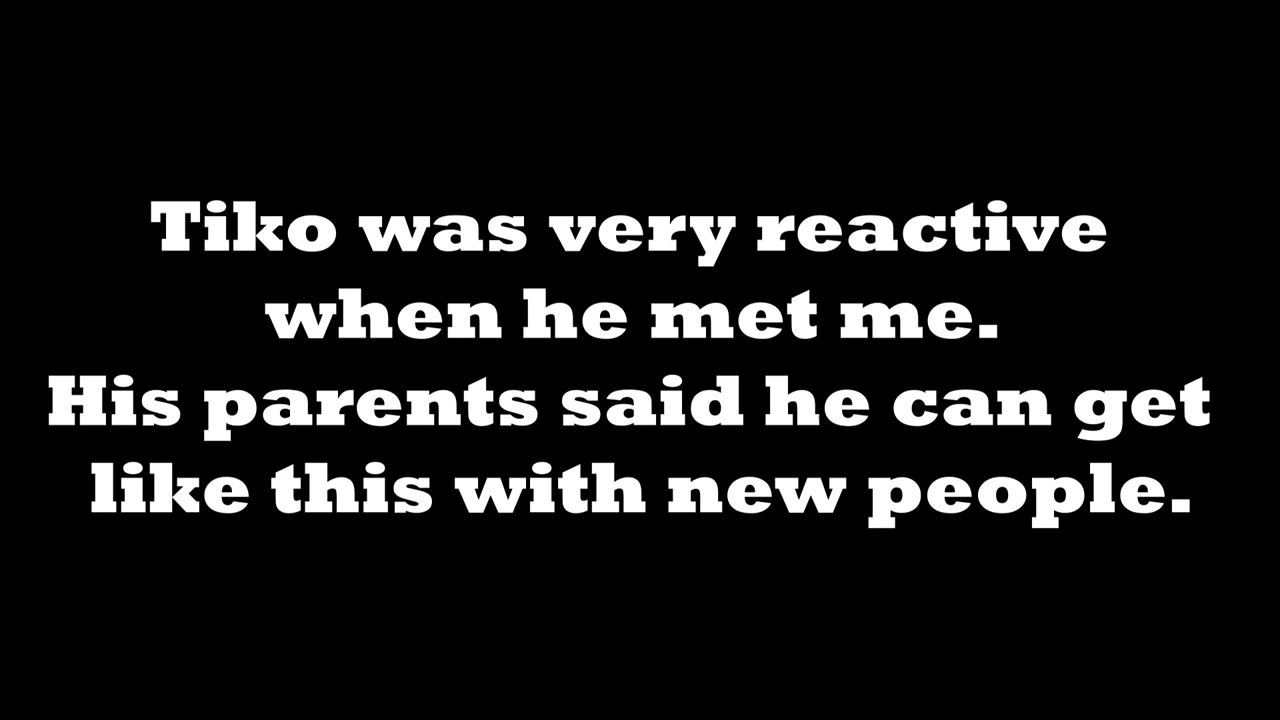 Tiko was very reactive
when he met me.
His parents said he can get
like this with new people.